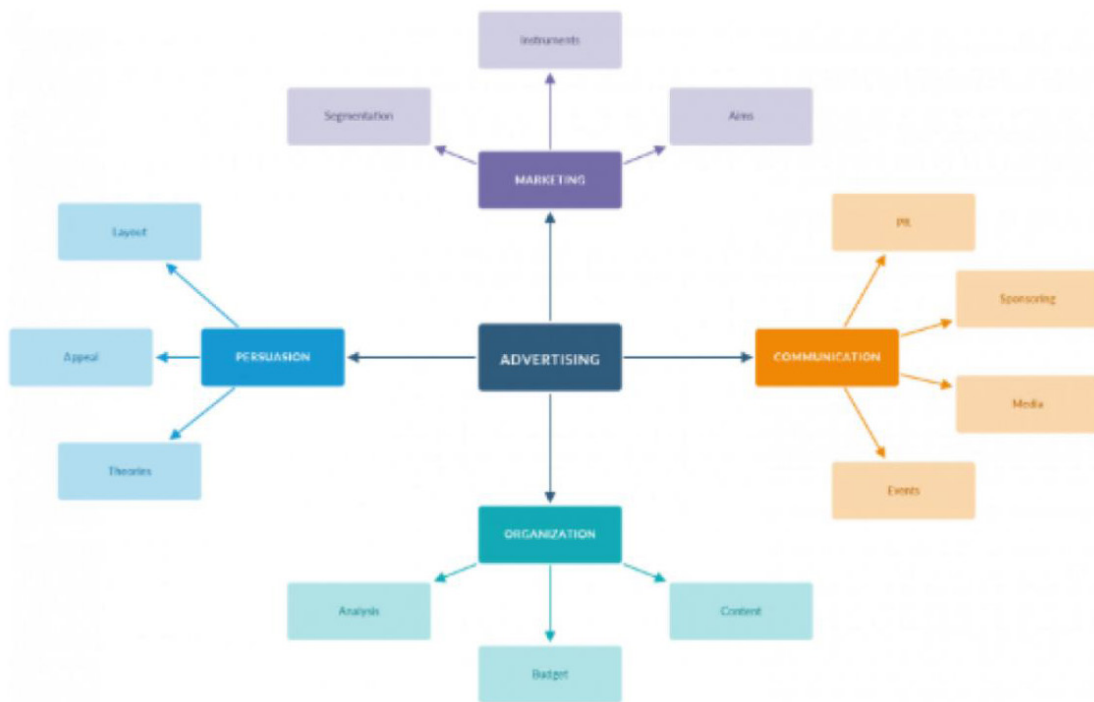 Instruments
Segmentation
Aims
MARKETING
PR
Layout
Sponsoring
Appeal
PERSUASION
ADVERTISING
COMMUNICATION
Media
Theories
Events
ORGANIZATION
Analysis
Content
Budget